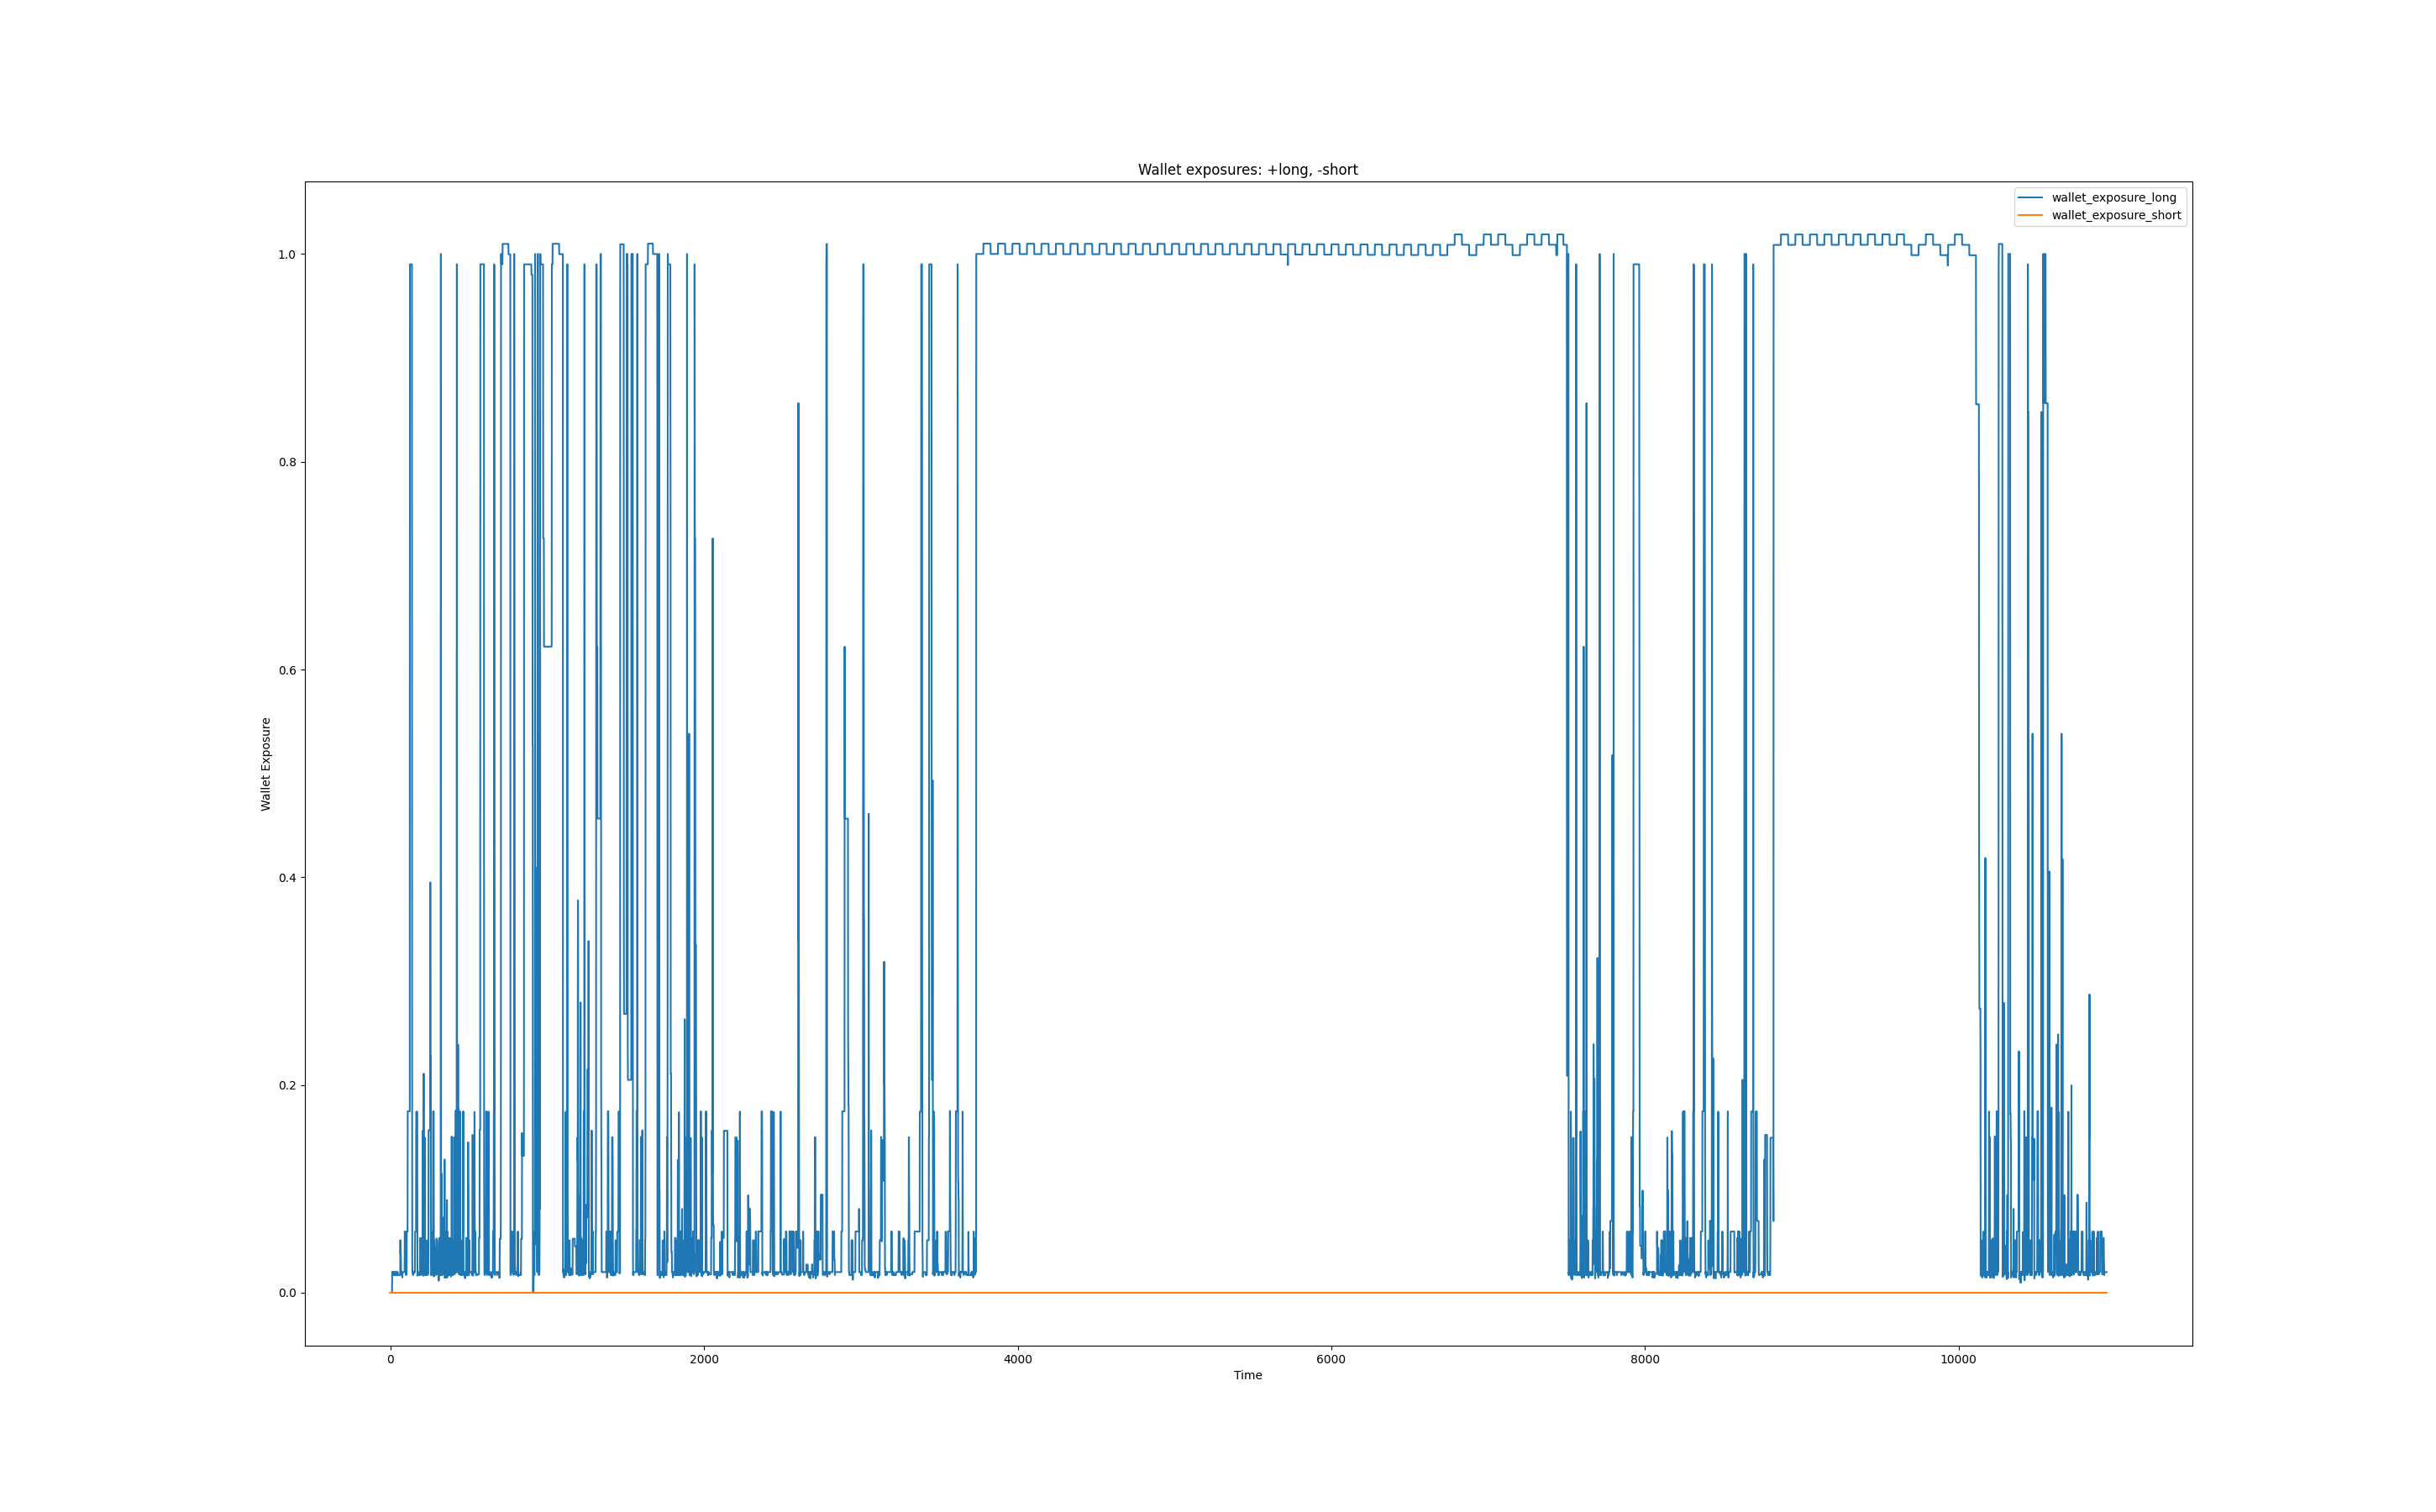 Wallet exposures: +long, -short
wallet_exposure_long
wallet_exposure_short
1.0
0.8
0.6
0.4
0.2
0.0
Wallet Exposure
0 2000 4000 6000 8000 10000
Time